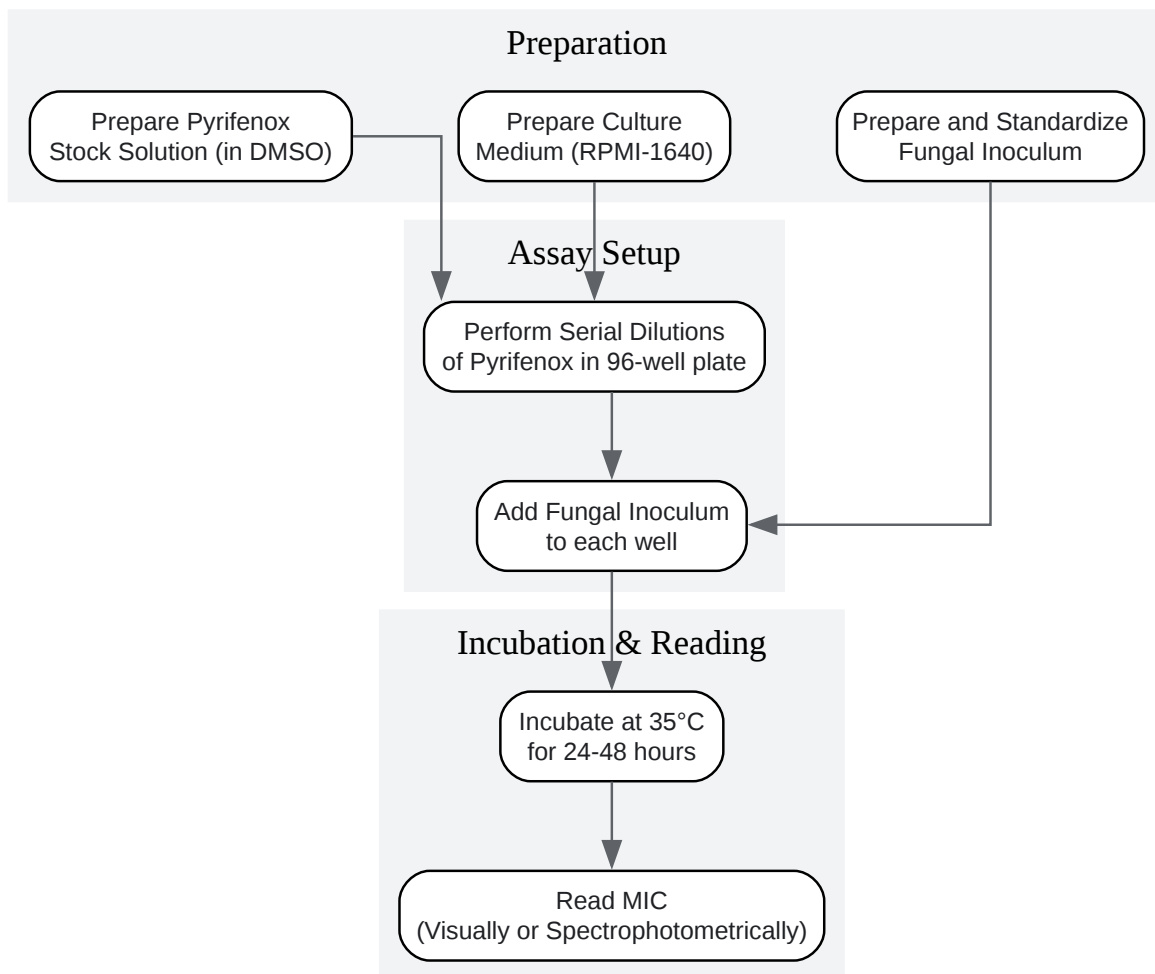 Preparation
Prepare Pyrifenox
Stock Solution (in DMSO)
Prepare Culture
Medium (RPMI-1640)
Prepare and Standardize
Fungal Inoculum
Assay Setup
Perform Serial Dilutions
of Pyrifenox in 96-well plate
Add Fungal Inoculum
to each well
Incubation & Reading
Incubate at 35°C
for 24-48 hours
Read MIC
(Visually or Spectrophotometrically)